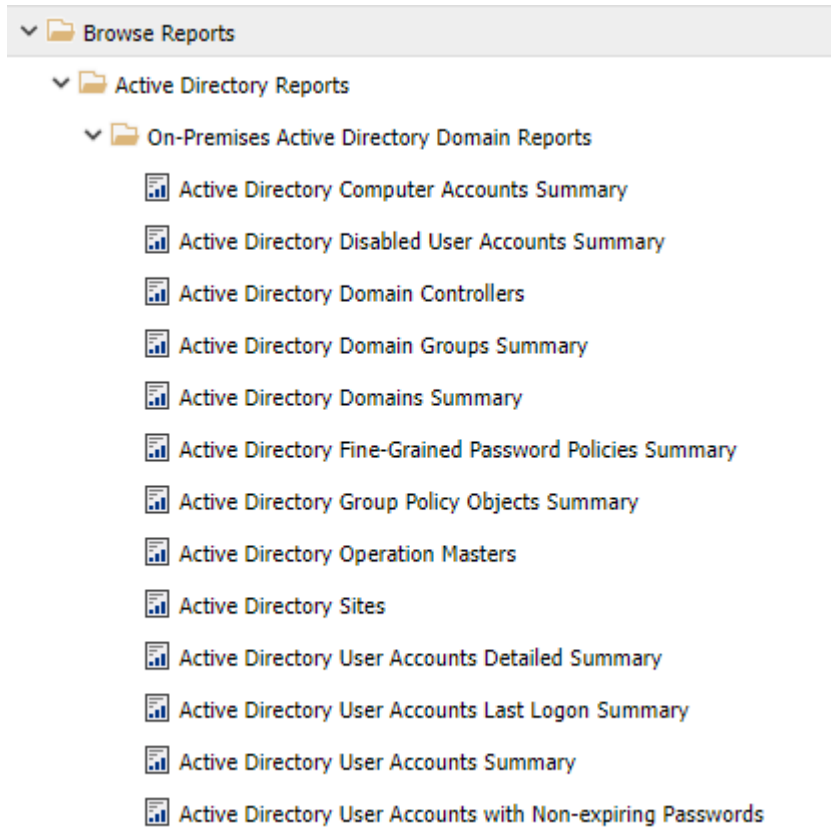 Browse Reports
Active Directory Reports
On-Premises Active Directory Domain Reports
Active Directory Computer Accounts Summary
Active Directory Disabled User Accounts Summary
Active Directory Domain Controllers
Active Directory Domain Groups Summary
Active Directory Domains Summary
Active Directory Fine-Grained Password Policies Summary
Active Directory Group Policy Objects Summary
Active Directory Operation Masters
Active Directory Sites
Active Directory User Accounts Detailed Summary
Active Directory User Accounts Last Logon Summary
Active Directory User Accounts Summary
Active Directory User Accounts with Non-expiring Passwords